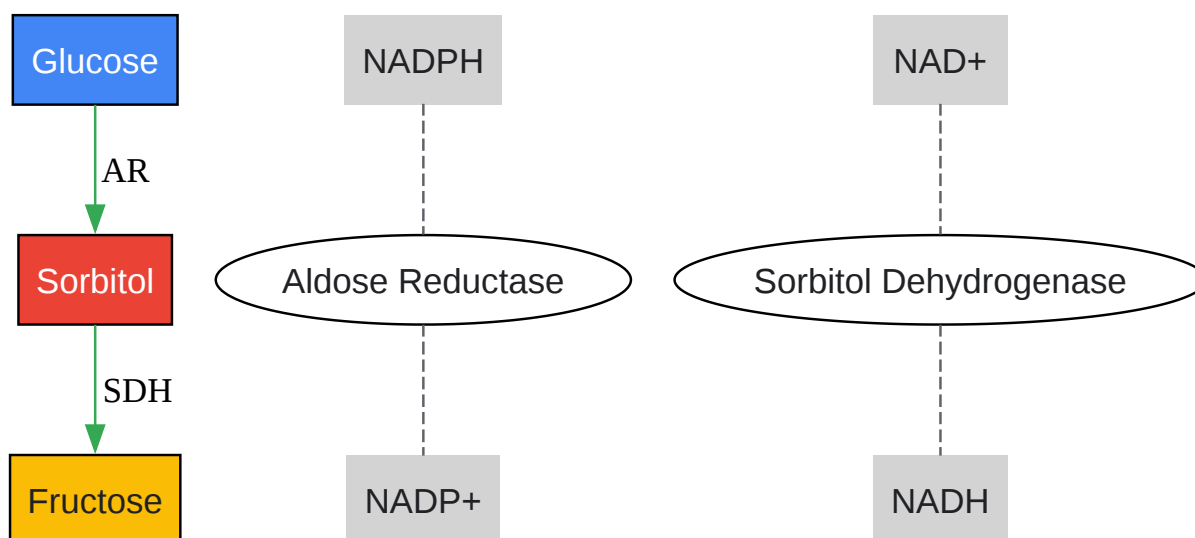 Glucose
NADPH
NAD+
AR
Sorbitol
Aldose Reductase
Sorbitol Dehydrogenase
SDH
Fructose
NADP+
NADH